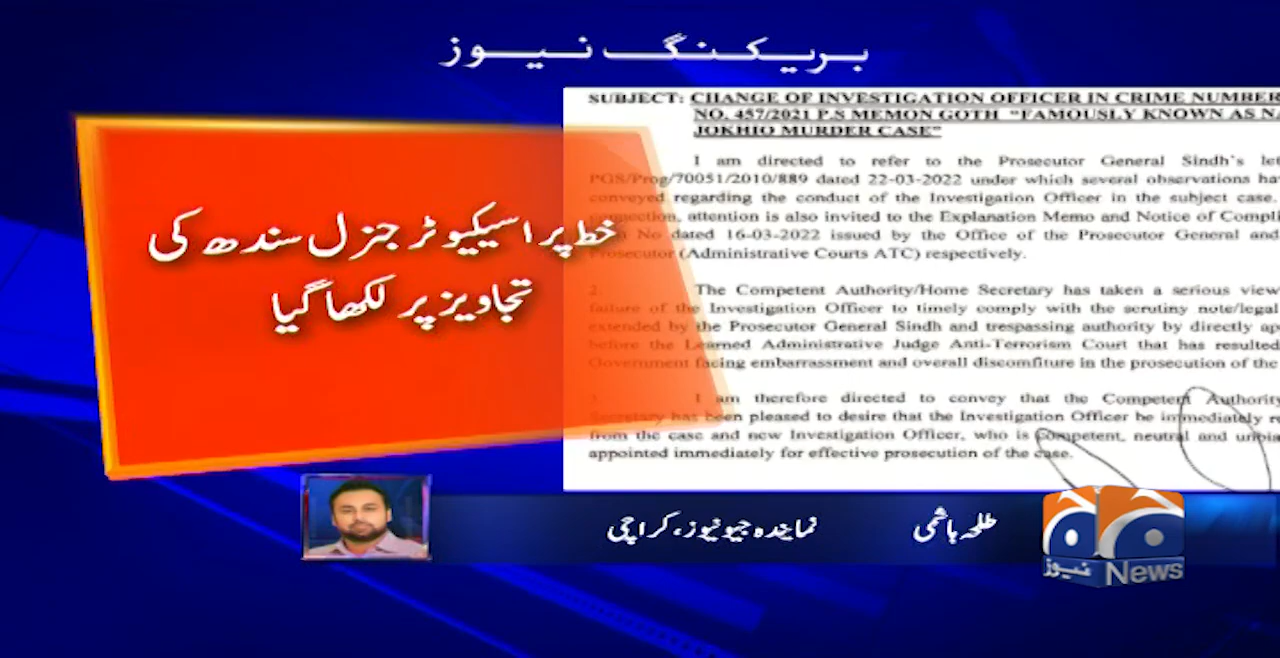 بریکنگ نیوز
SUBJECT: CHANGE OF INVESTIGATION OFFICER IN CRIME NUMBER
NO. 457/2021 P.S MEMON GOTH "FAMOUSLY KNOWN AS
JOKHIO MURDER CASE"
I am directed to refer to the Prosecutor General Sindh's
PGS/Prog/70051/2010/889 dated 22-03-2022 under which several observations
conveyed regarding the conduct of the Investigation Officer in the subject case.
attention is also invited to the Explanation Memo and Notice of
No dated 16-03-2022 issued by the Office of the Prosecutor General and
Prosecutor (Administrative Courts ATC) respectively.
2. The Competent Authority/Home Secretary has taken a serious view
failure of the Investigation Officer to timely comply with the scrutiny note/legal
extended by the Prosecutor General Sindh and trespassing authority by directly
before the Learned Administrative Judge Anti-Terrorism Court that has resulted
Government facing embarrassment and overall discomfiture in the prosecution of the
I am therefore directed to convey that the Competent Authority
Secretary has been pleased to desire that the Investigation Officer be immediately
from the case and new Investigation Officer, who is competent, neutral and
appointed immediately for effective prosecution of the case.
خط پراسیکیوٹر جنرل سندھ کی
تجاویز پر لکھا گیا
طلحہ ہاشمی
نمایندہ جیو نیوز، کراچی
نیوز News